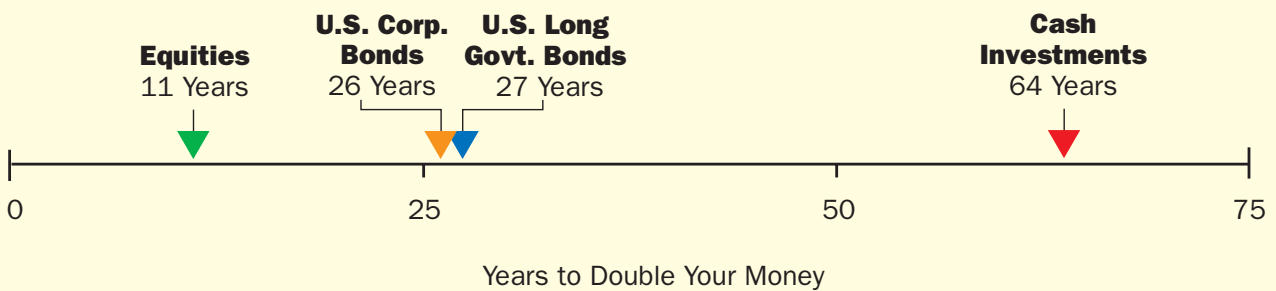 Equities
11 Years
U.S. Corp.
Bonds
26 Years
U.S. Long
Govt. Bonds
27 Years
Cash
Investments
64 Years
0
25
50
75
Years to Double Your Money